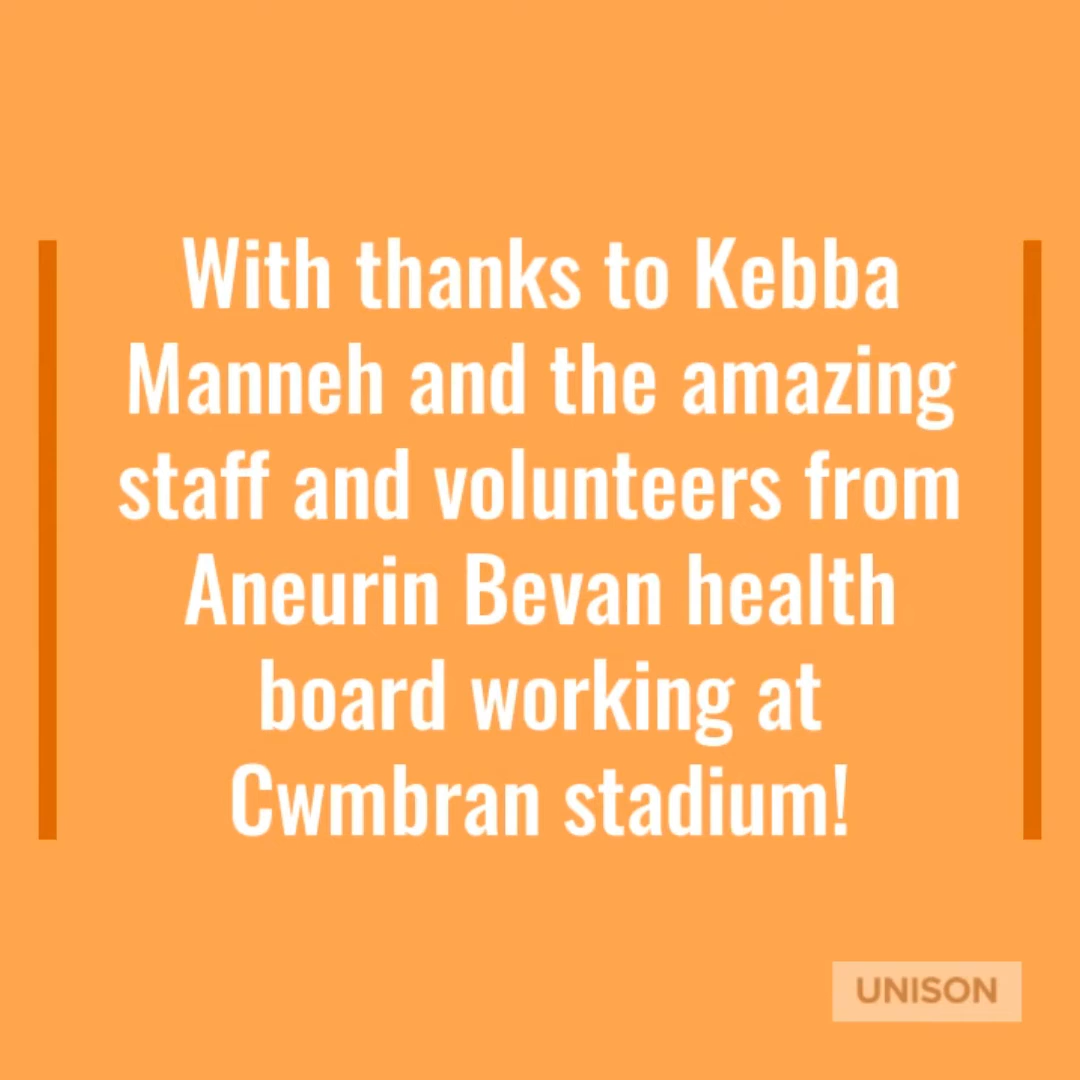 With thanks to Kebba
Manneh and the amazing
staff and volunteers from
Aneurin Bevan health
board working at
Cwmbran stadium!
UNISON